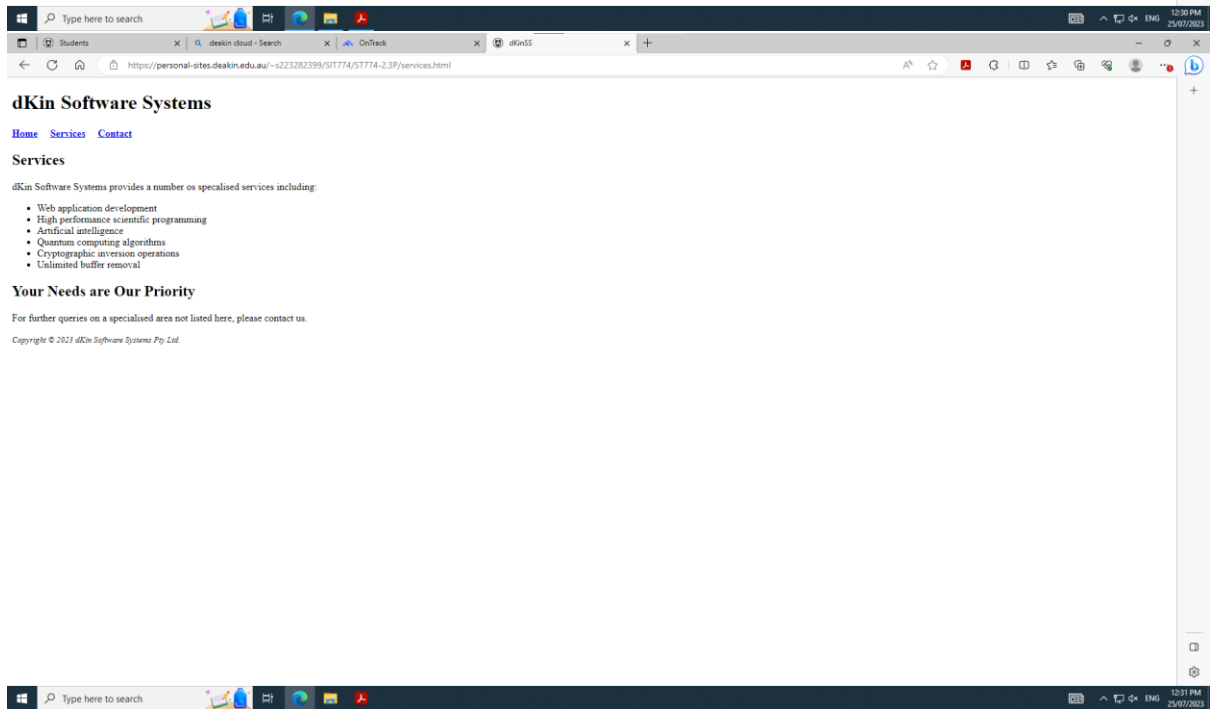 Type here to search ENG 12:30 PM
25/07/2023
Students deakin cloud - Search OnTrack dKinSS
https://personal-sites.deakin.edu.au/~s223282399/SIT774/ST774-2.3P/services.html
dKin Software Systems
Home Services Contact
Services
dKin Software Systems provides a number os specalised services including:
• Web application development
• High performance scientific programming
• Artificial intelligence
• Quantum computing algorithms
• Cryptographic inversion operations
• Unlimited buffer removal
Your Needs are Our Priority
For further queries on a specialised area not listed here, please contact us.
Copyright © 2023 dKin Software Systems Pty Ltd.
Type here to search ENG 12:31 PM
25/07/2023